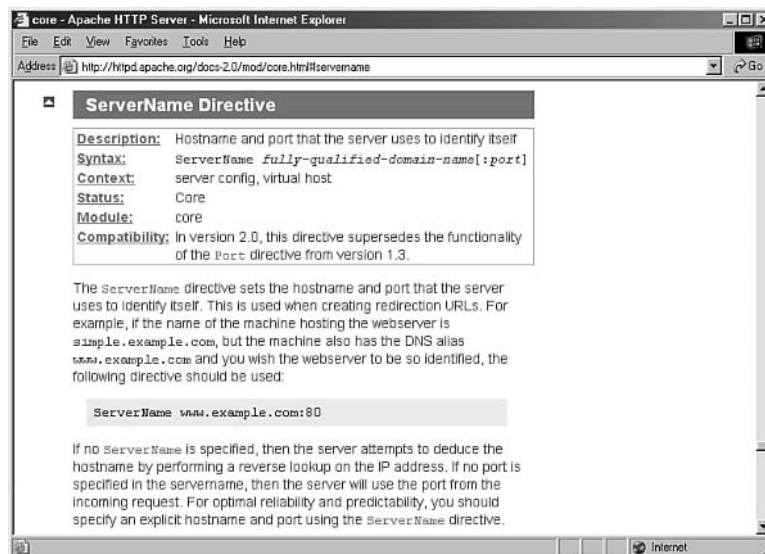 core - Apache HTTP Server - Microsoft Internet Explorer
File Edit View Favorites Tools Help
Address http://httpd.apache.org/docs-2.0/mod/core.html#servername Go
ServerName Directive
Description: Hostname and port that the server uses to identify itself
Syntax: ServerName fully-qualified-domain-name[:port]
Context: server config, virtual host
Status: Core
Module: core
Compatibility: In version 2.0, this directive supersedes the functionality
of the Port directive from version 1.3.
The ServerName directive sets the hostname and port that the server
uses to identify itself. This is used when creating redirection URLs. For
example, if the name of the machine hosting the webserver is
simple.example.com, but the machine also has the DNS alias
www.example.com and you wish the webserver to be so identified, the
following directive should be used:
ServerName www.example.com:80
If no ServerName is specified, then the server attempts to deduce the
hostname by performing a reverse lookup on the IP address. If no port is
specified in the servername, then the server will use the port from the
incoming request. For optimal reliability and predictability, you should
specify an explicit hostname and port using the ServerName directive.
Internet